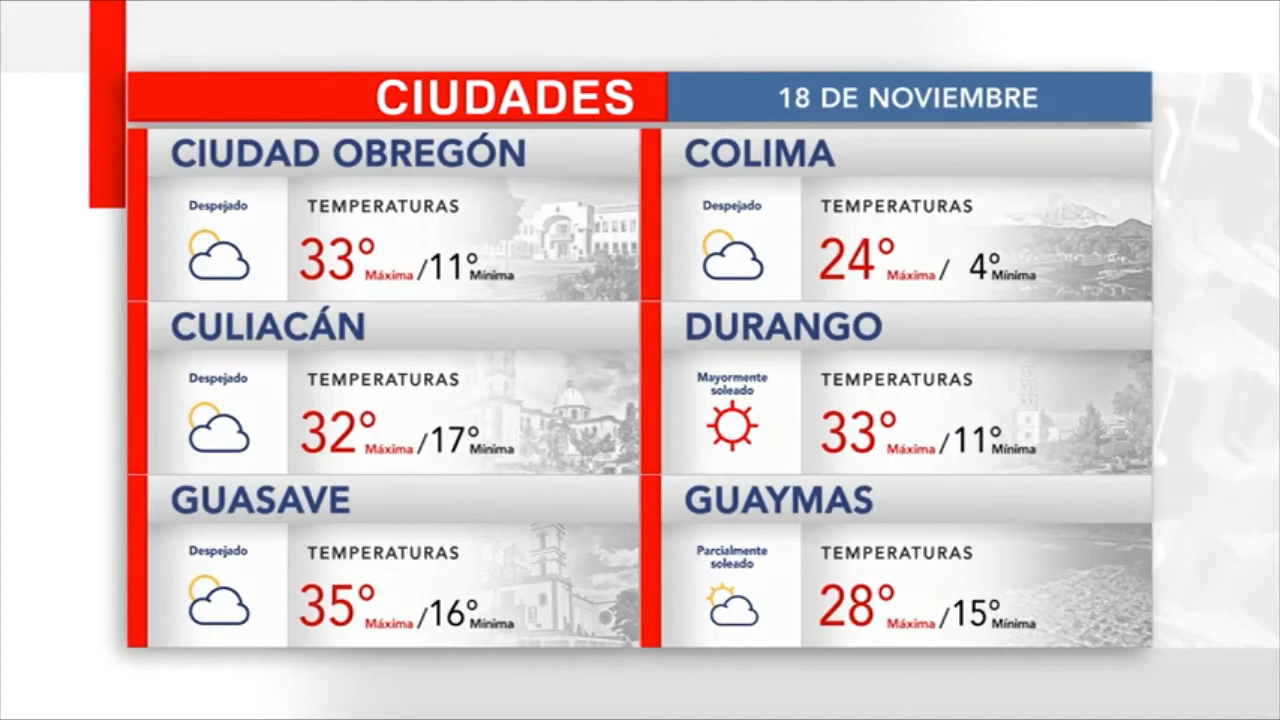 CIUDADES
18 DE NOVIEMBRE
CIUDAD OBREGÓN
Despejado
TEMPERATURAS
33° Máxima / 11° Mínima
COLIMA
Despejado
TEMPERATURAS
24° Máxima / 4° Mínima
CULIACÁN
Despejado
TEMPERATURAS
32° Máxima / 17° Mínima
DURANGO
Mayormente
soleado
TEMPERATURAS
33° Máxima / 11° Mínima
GUASAVE
Despejado
TEMPERATURAS
35° Máxima / 16° Mínima
GUAYMAS
Parcialmente
soleado
TEMPERATURAS
28° Máxima / 15° Mínima